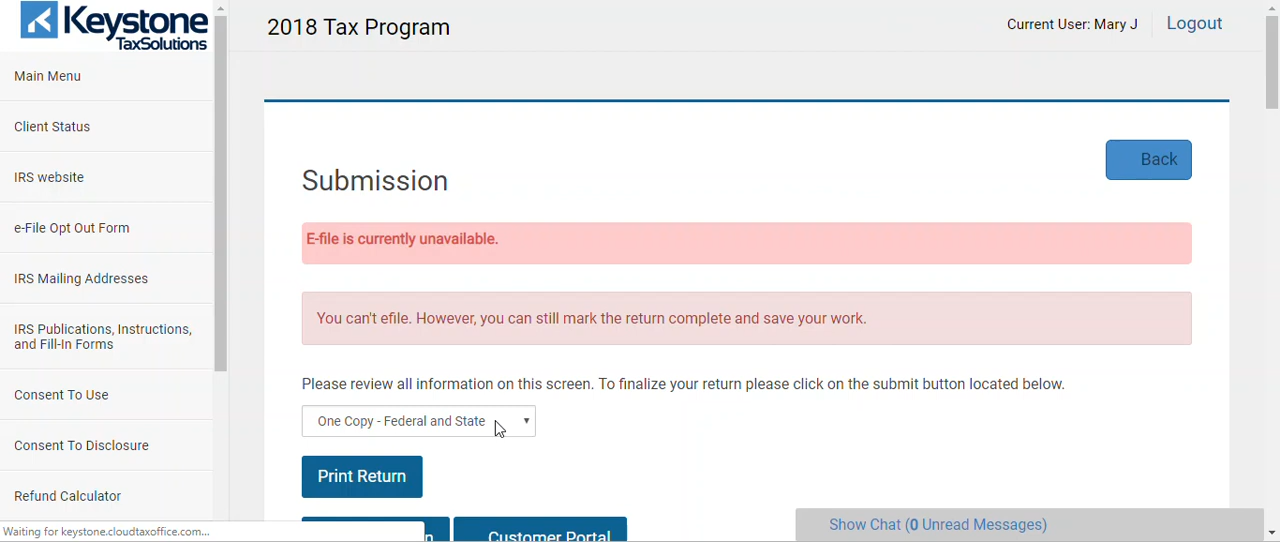 Keystone
TaxSolutions
2018 Tax Program
Current User: Mary J
Logout
Main Menu
Client Status
IRS website
e-File Opt Out Form
IRS Mailing Addresses
IRS Publications, Instructions,
and Fill-In Forms
Consent To Use
Consent To Disclosure
Refund Calculator
Back
Submission
E-file is currently unavailable.
You can't efile. However, you can still mark the return complete and save your work.
Please review all information on this screen. To finalize your return please click on the submit button located below.
One Copy - Federal and State
Print Return
Customer Portal
Show Chat (0 Unread Messages)
Waiting for keystone.cloudtaxoffice.com...